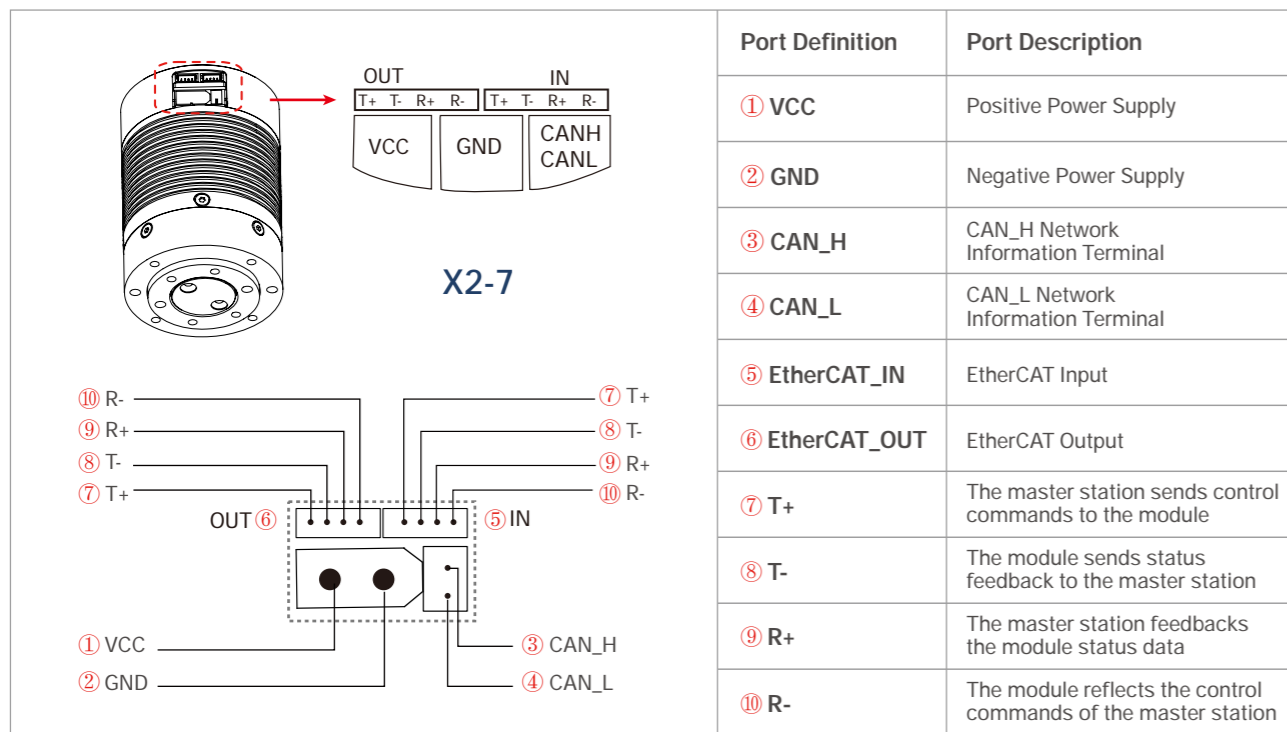 OUT IN
T+ T- R+ R- T+ T- R+ R-
VCC GND CANH
CANL
X2-7
⑩ R- ⑦ T+
⑨ R+ ⑧ T-
⑧ T- ⑨ R+
⑦ T+ ⑩ R-
OUT ⑥ ⑤ IN
① VCC ③ CAN_H
② GND ④ CAN_L
Port Definition Port Description
① VCC Positive Power Supply
② GND Negative Power Supply
③ CAN_H CAN_H Network
Information Terminal
④ CAN_L CAN_L Network
Information Terminal
⑤ EtherCAT_IN EtherCAT Input
⑥ EtherCAT_OUT EtherCAT Output
⑦ T+ The master station sends control
commands to the module
⑧ T- The module sends status
feedback to the master station
⑨ R+ The master station feedbacks
the module status data
⑩ R- The module reflects the control
commands of the master station